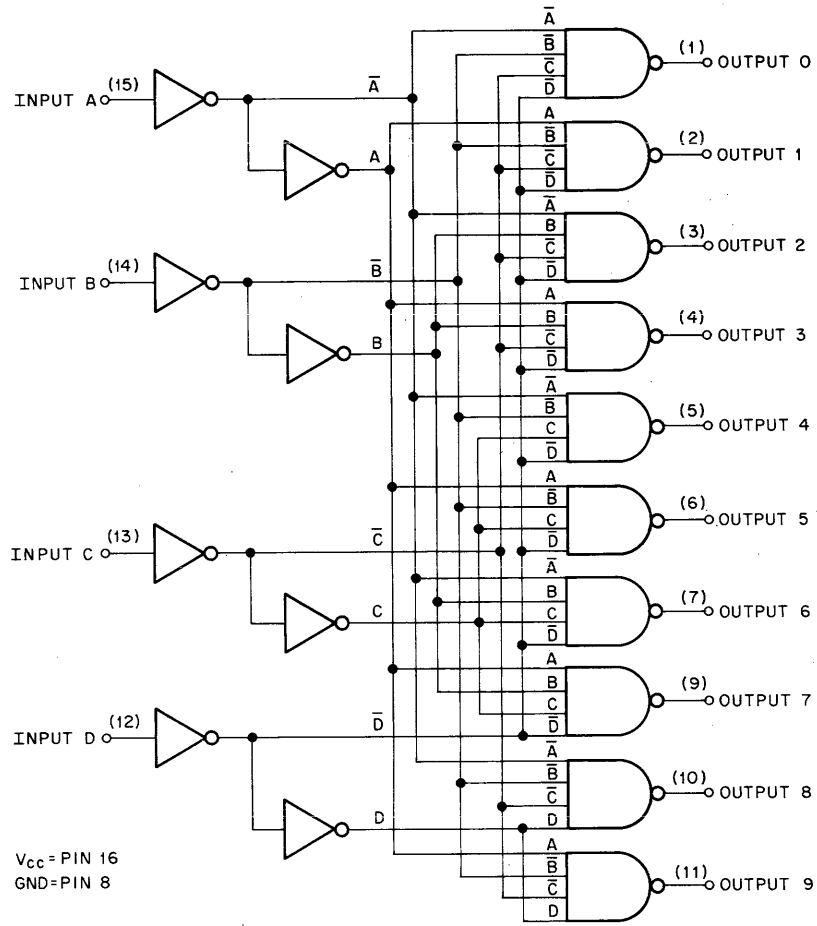 A̅
B̅
(1)
OUTPUT 0
C̅
(15)
A̅
D̅
INPUT A
A
(2)
B̅
OUTPUT 1
A
C̅
D̅
A̅
(3)
B
OUTPUT 2
C̅
(14)
B̅
D̅
INPUT B
A
(4)
B
OUTPUT 3
B
C̅
D̅
A̅
B̅
(5)
C
OUTPUT 4
D̅
A
B̅
(6)
C
OUTPUT 5
(13)
C̅
D̅
INPUT C
A̅
B
(7)
C
C
OUTPUT 6
D̅
A
B
(9)
C
OUTPUT 7
(12)
D̅
D̅
INPUT D
A̅
B̅
(10)
C̅
OUTPUT 8
D
D
A
VCC = PIN 16
B̅
(11)
GND=PIN 8
C̅
OUTPUT 9
D